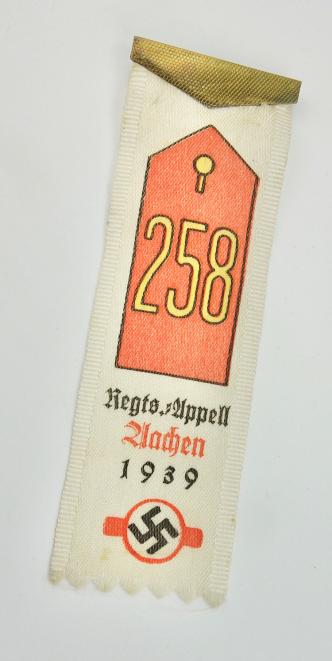 258
Regts.-Appell
Aachen
1939